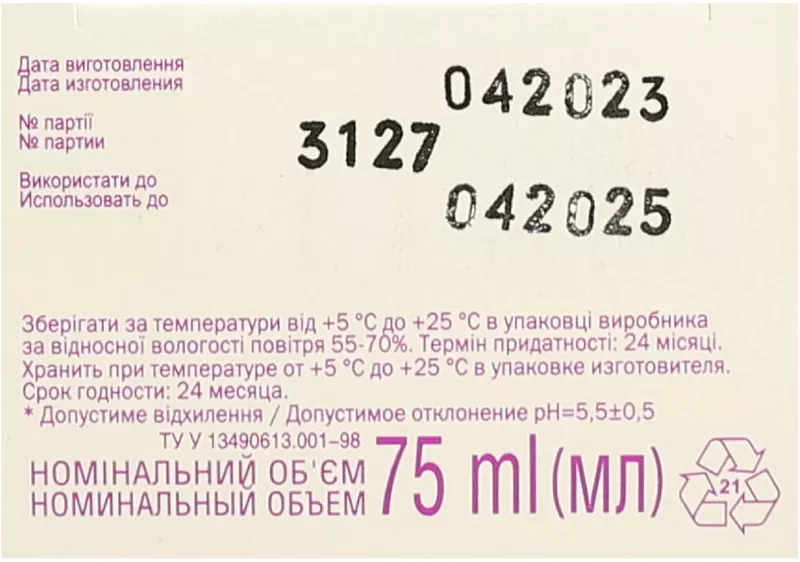 Дата виготовлення
Дата изготовления
042023
№ партії
№ партии
3127
Використати до
Использовать до
042025
Зберігати за температури від +5 °С до +25 °С в упаковці виробника
за відносної вологості повітря 55-70%. Термін придатності: 24 місяці.
Хранить при температуре от +5 °С до +25 °С в упаковке изготовителя.
Срок годности: 24 месяца.
* Допустиме відхилення / Допустимое отклонение рН=5,5±0,5
ТУ У 13490613.001–98
НОМІНАЛЬНИЙ ОБ'ЄМ
НОМИНАЛЬНЫЙ ОБЪЕМ
75 ml (мл)
21